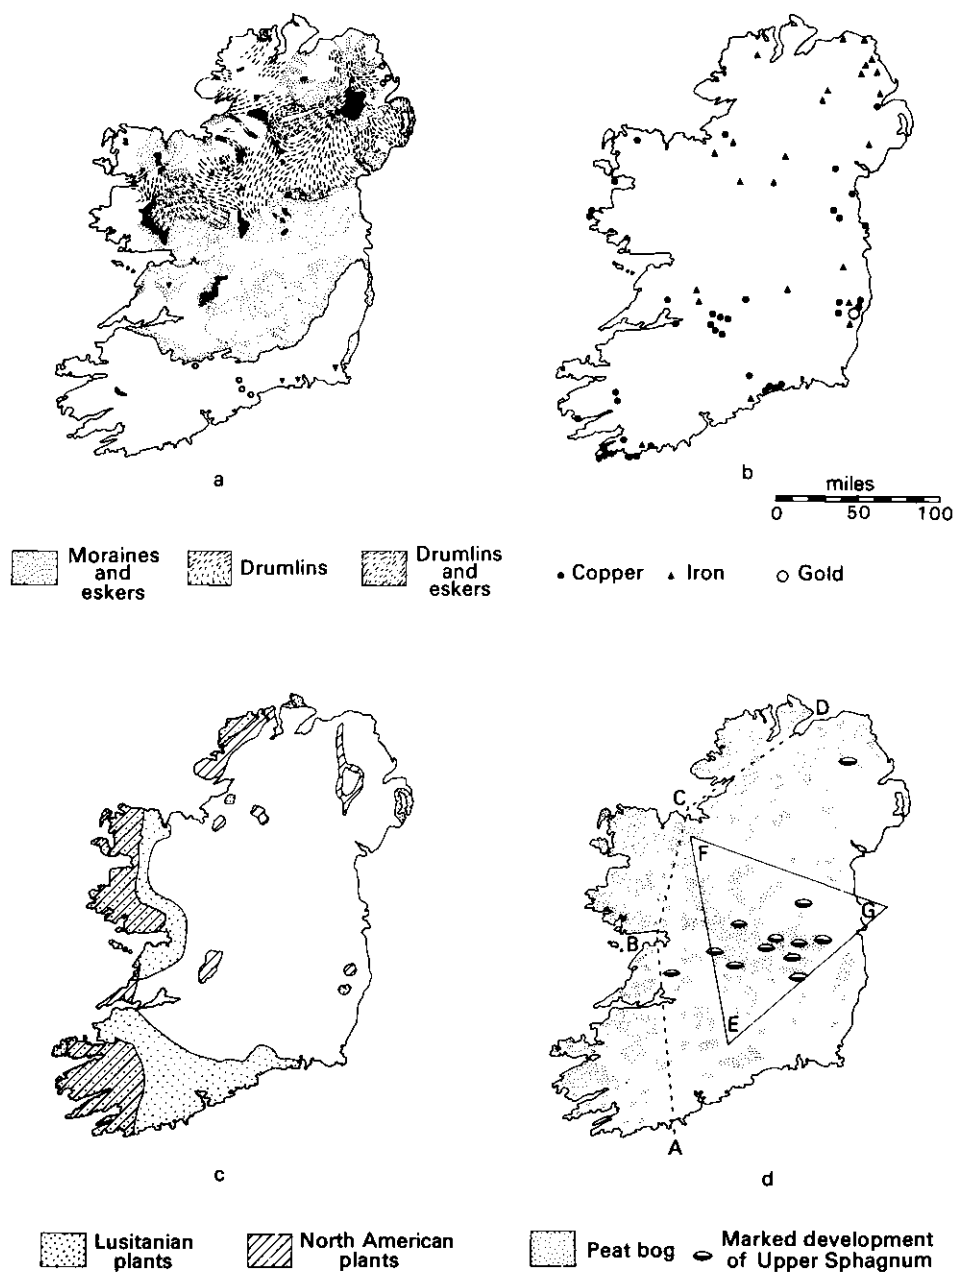 a
b
miles
0 50 100
Moraines
and
eskers
Drumlins
Drumlins
and
eskers
Copper
Iron
Gold
D
C
F
G
B
E
A
c
d
Lusitanian
plants
North American
plants
Peat bog
Marked development
of Upper Sphagnum